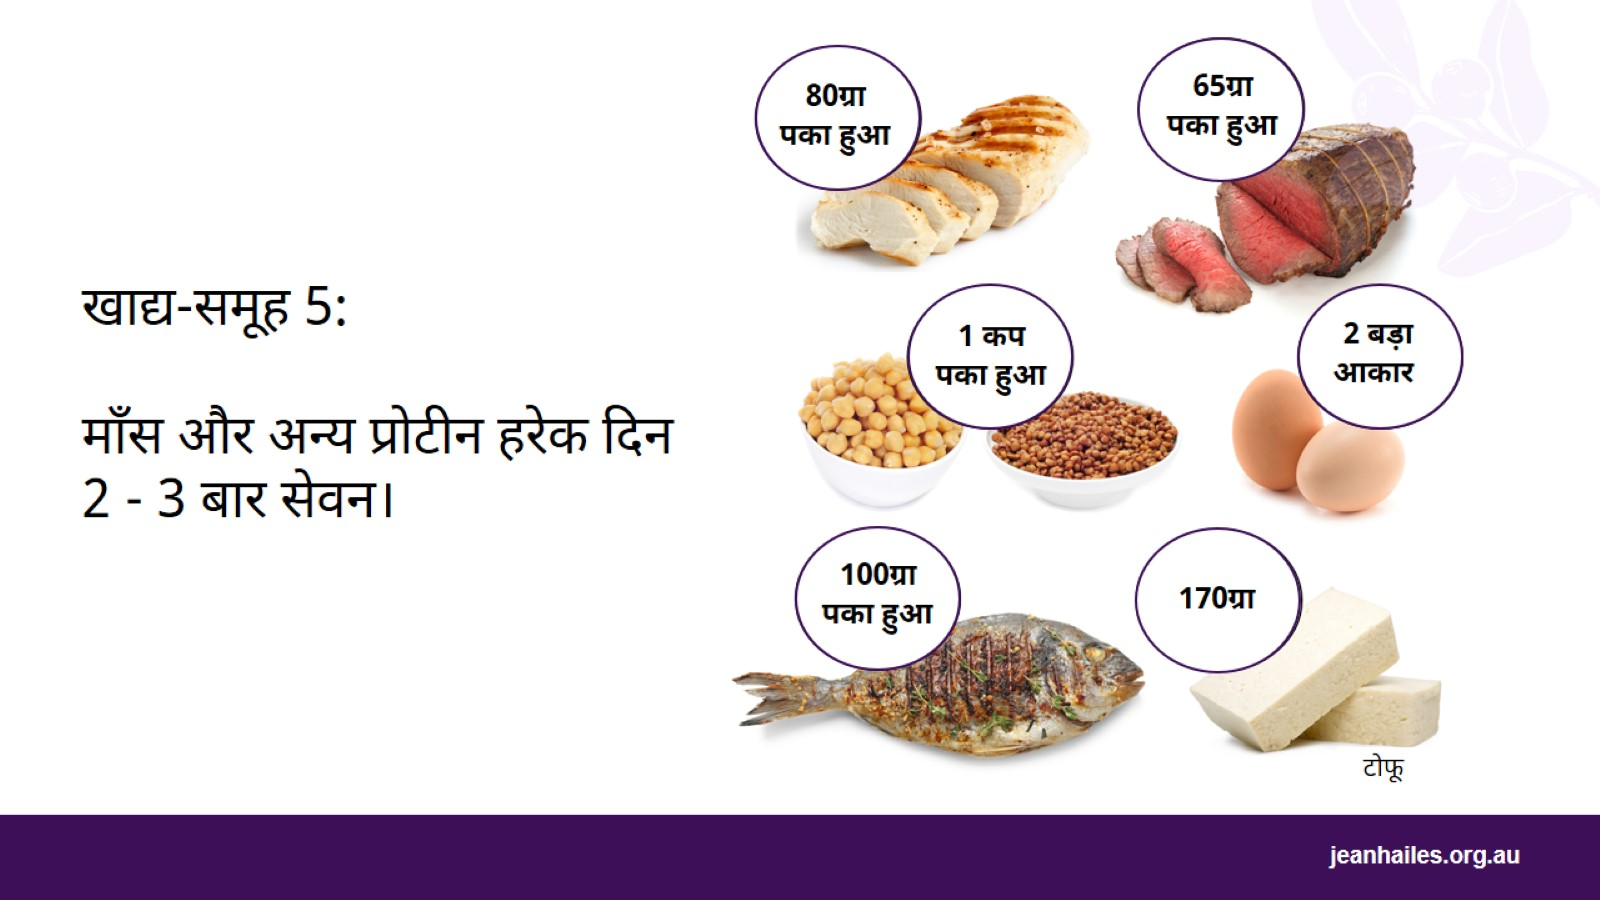 खाद्य-समूह 5:
माँस और अन्य प्रोटीन हरेक दिन
2 - 3 बार सेवन।
80ग्रा
पका हुआ
65ग्रा
पका हुआ
1 कप
पका हुआ
2 बड़ा
आकार
100ग्रा
पका हुआ
170ग्रा
टोफू
jeanhailes.org.au